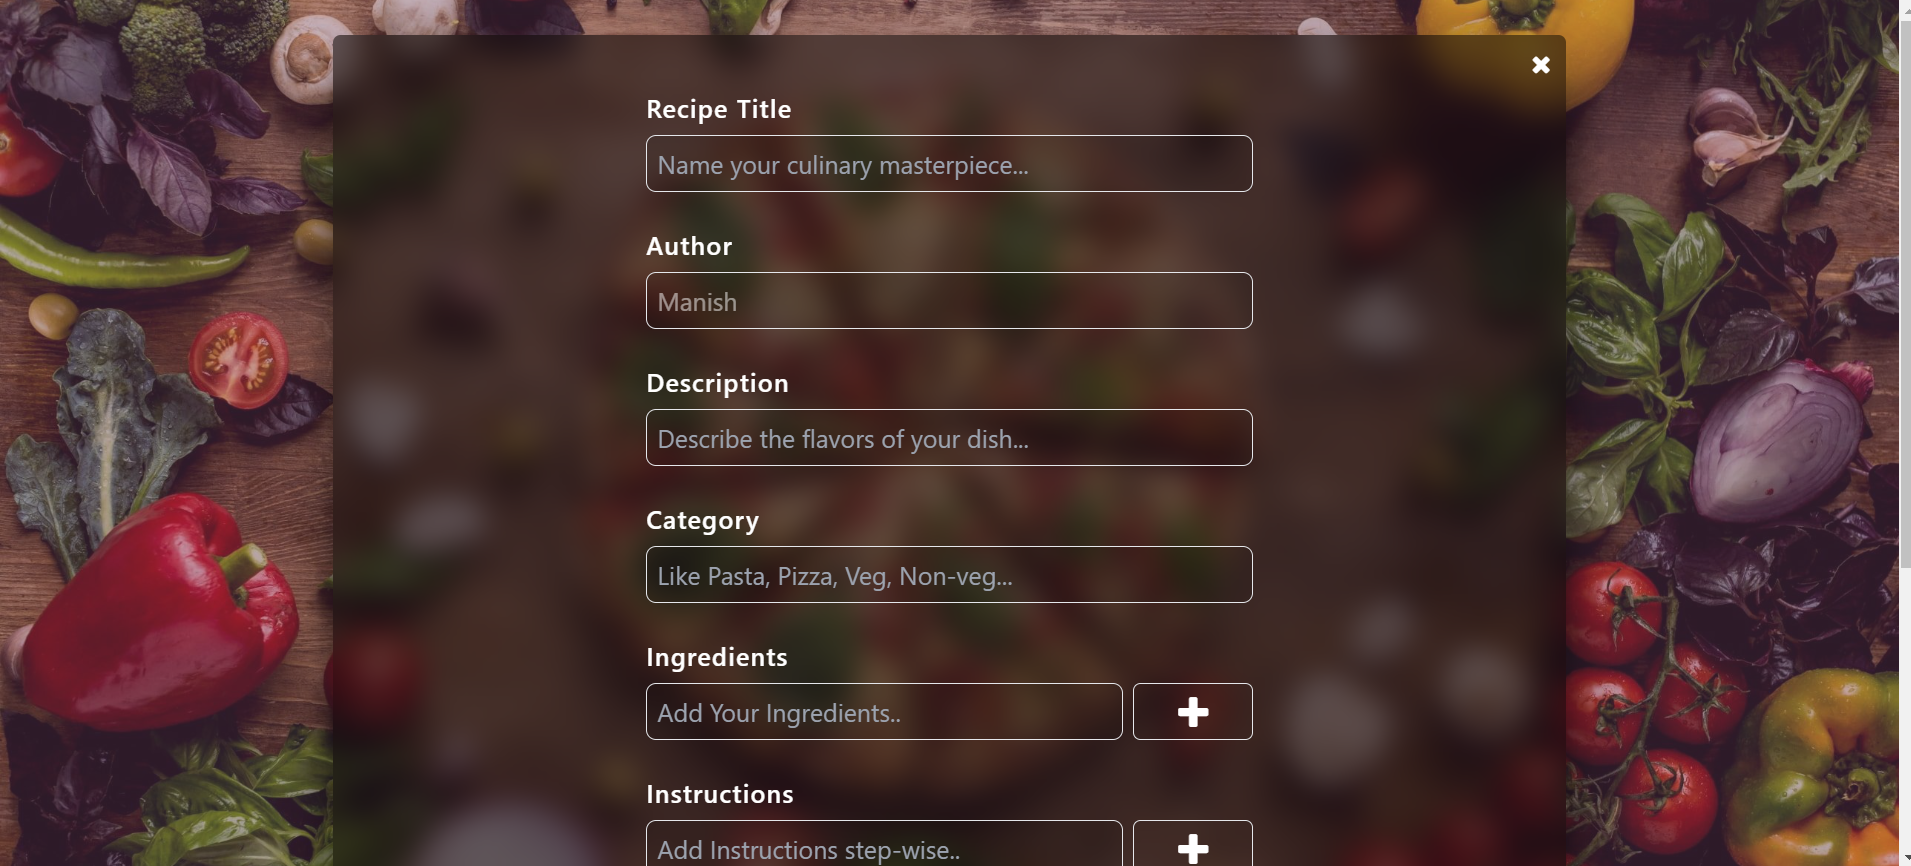 Recipe Title
Name your culinary masterpiece...
Author
Manish
Description
Describe the flavors of your dish...
Category
Like Pasta, Pizza, Veg, Non-veg...
Ingredients
Add Your Ingredients..
Instructions
Add Instructions step-wise..